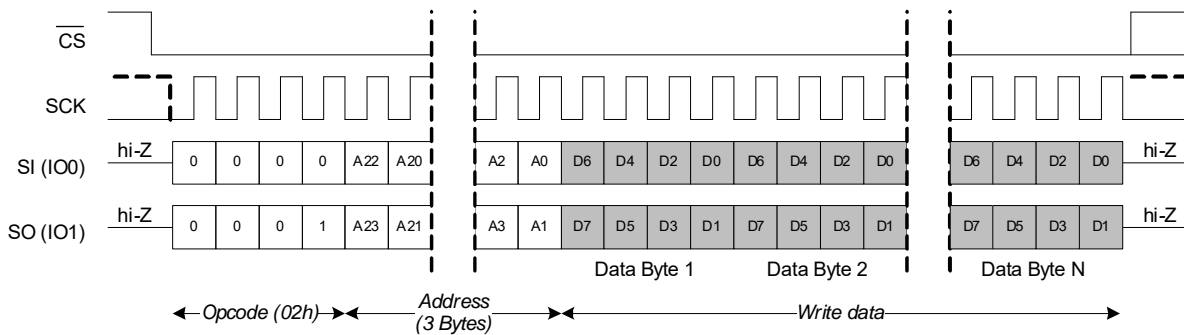 CS
SCK
SI (IO0) hi-Z 0 0 0 0 A22 A20 A2 A0 D6 D4 D2 D0 D6 D4 D2 D0 D6 D4 D2 D0 hi-Z
SO (IO1) hi-Z 0 0 0 1 A23 A21 A3 A1 D7 D5 D3 D1 D7 D5 D3 D1 D7 D5 D3 D1 hi-Z
Data Byte 1 Data Byte 2 Data Byte N
Opcode (02h) Address Write data
(3 Bytes)